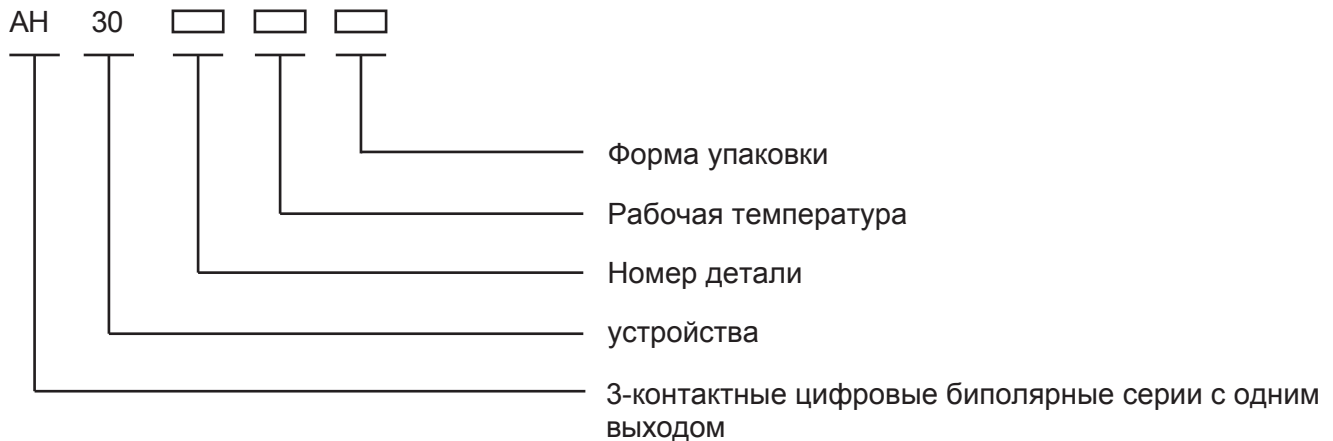 AH 30
Форма упаковки
Рабочая температура
Номер детали
устройства
3-контактные цифровые биполярные серии с одним
выходом